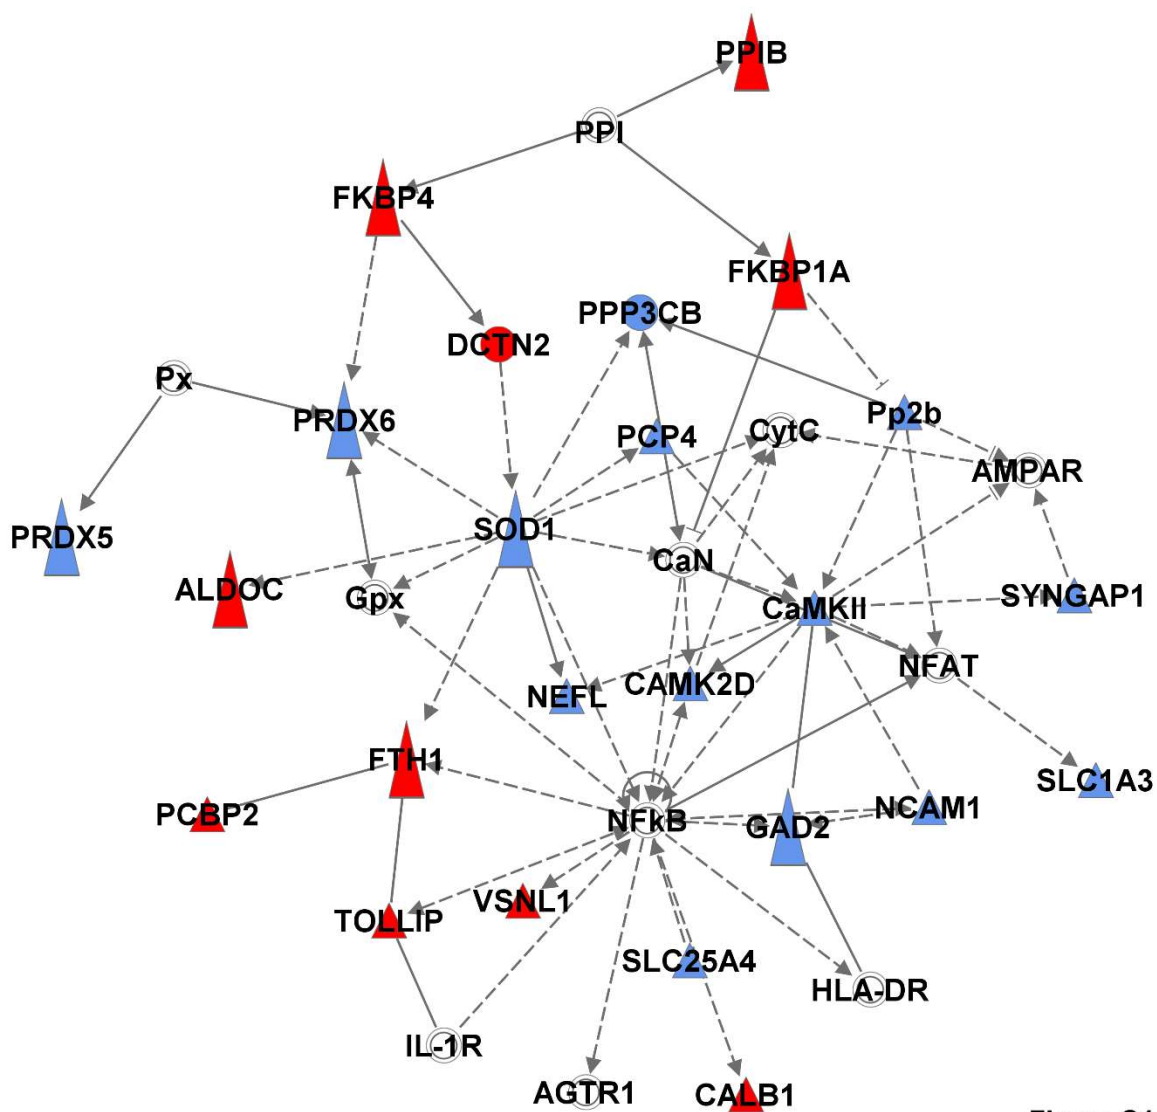 PPIB
PPI
FKBP4
FKBP1A
PPP3CB
DCTN2
Px
PRDX6
Pp2b
PCP4
CytC
AMPAR
PRDX5
SOD1
CaN
ALDOC
Gpx
CaMKII
SYNGAP1
NFAT
NEFL
CAMK2D
FTH1
SLC1A3
PCBP2
NFkB
GAD2
NCAM1
VSNL1
TOLLIP
SLC25A4
HLA-DR
IL-1R
AGTR1
CALB1